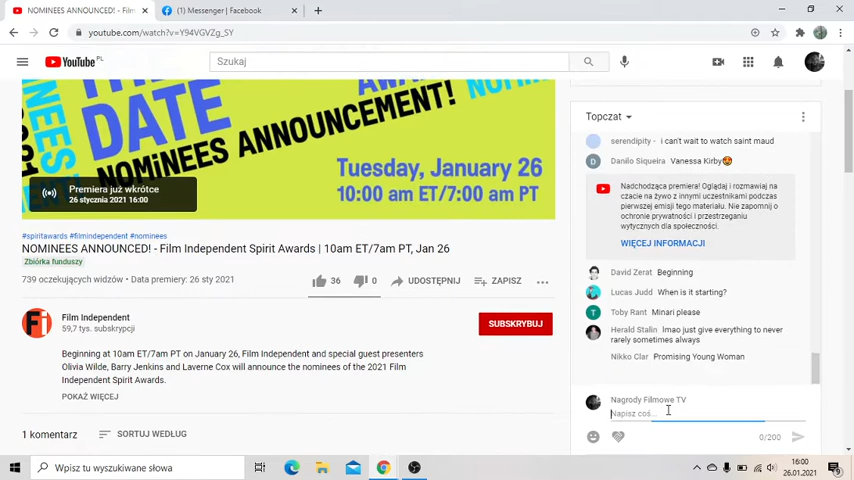 NOMINEES ANNOUNCED! - Film In
(1) Messenger | Facebook
youtube.com/watch?v=Y94VGVZg_SY
YouTube PL
Szukaj
DATE
NOMiNEES ANNOUNCEMENT!
Tuesday, January 26
10:00 am ET/7:00 am PT
Premiera już wkrótce
26 stycznia 2021 16:00
#spiritawards #filmindependent #nominees
NOMINEES ANNOUNCED! - Film Independent Spirit Awards | 10am ET/7am PT, Jan 26
Zbiórka funduszy
739 oczekujących widzów • Data premiery: 26 sty 2021
36
0
UDOSTĘPNIJ
ZAPISZ
Film Independent
59,7 tys. subskrypcji
SUBSKRYBUJ
Beginning at 10am ET/7am PT on January 26, Film Independent and special guest presenters
Olivia Wilde, Barry Jenkins and Laverne Cox will announce the nominees of the 2021 Film
Independent Spirit Awards.
POKAŻ WIĘCEJ
1 komentarz
SORTUJ WEDŁUG
Topczat
serendipity - i can't wait to watch saint maud
D Danilo Siqueira Vanessa Kirby😍
Nadchodząca premiera! Oglądaj i rozmawiaj na
czacie na żywo z innymi uczestnikami podczas
pierwszej emisji tego materiału. Nie zapomnij o
ochronie prywatności i przestrzeganiu
wytycznych dla społeczności.
WIĘCEJ INFORMACJI
David Zerat Beginning
Lucas Judd When is it starting?
T Toby Rant Minari please
Herald Stalin lmao just give everything to never
rarely sometimes always
Nikko Clar Promising Young Woman
Nagrody Filmowe TV
Napisz coś...
0/200
Wpisz tu wyszukiwane słowa
16:00
26.01.2021